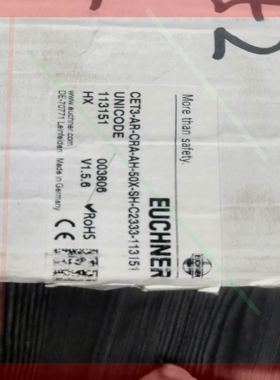 More than safety.
EUCHNER
CET3-AR-CRA-AH-50X-SH-C2333-113151
UNICODE
113151 003806 RoHS
HX V1.5.6
www.euchner.com
DE-70771 Leinfelden Made in Germany